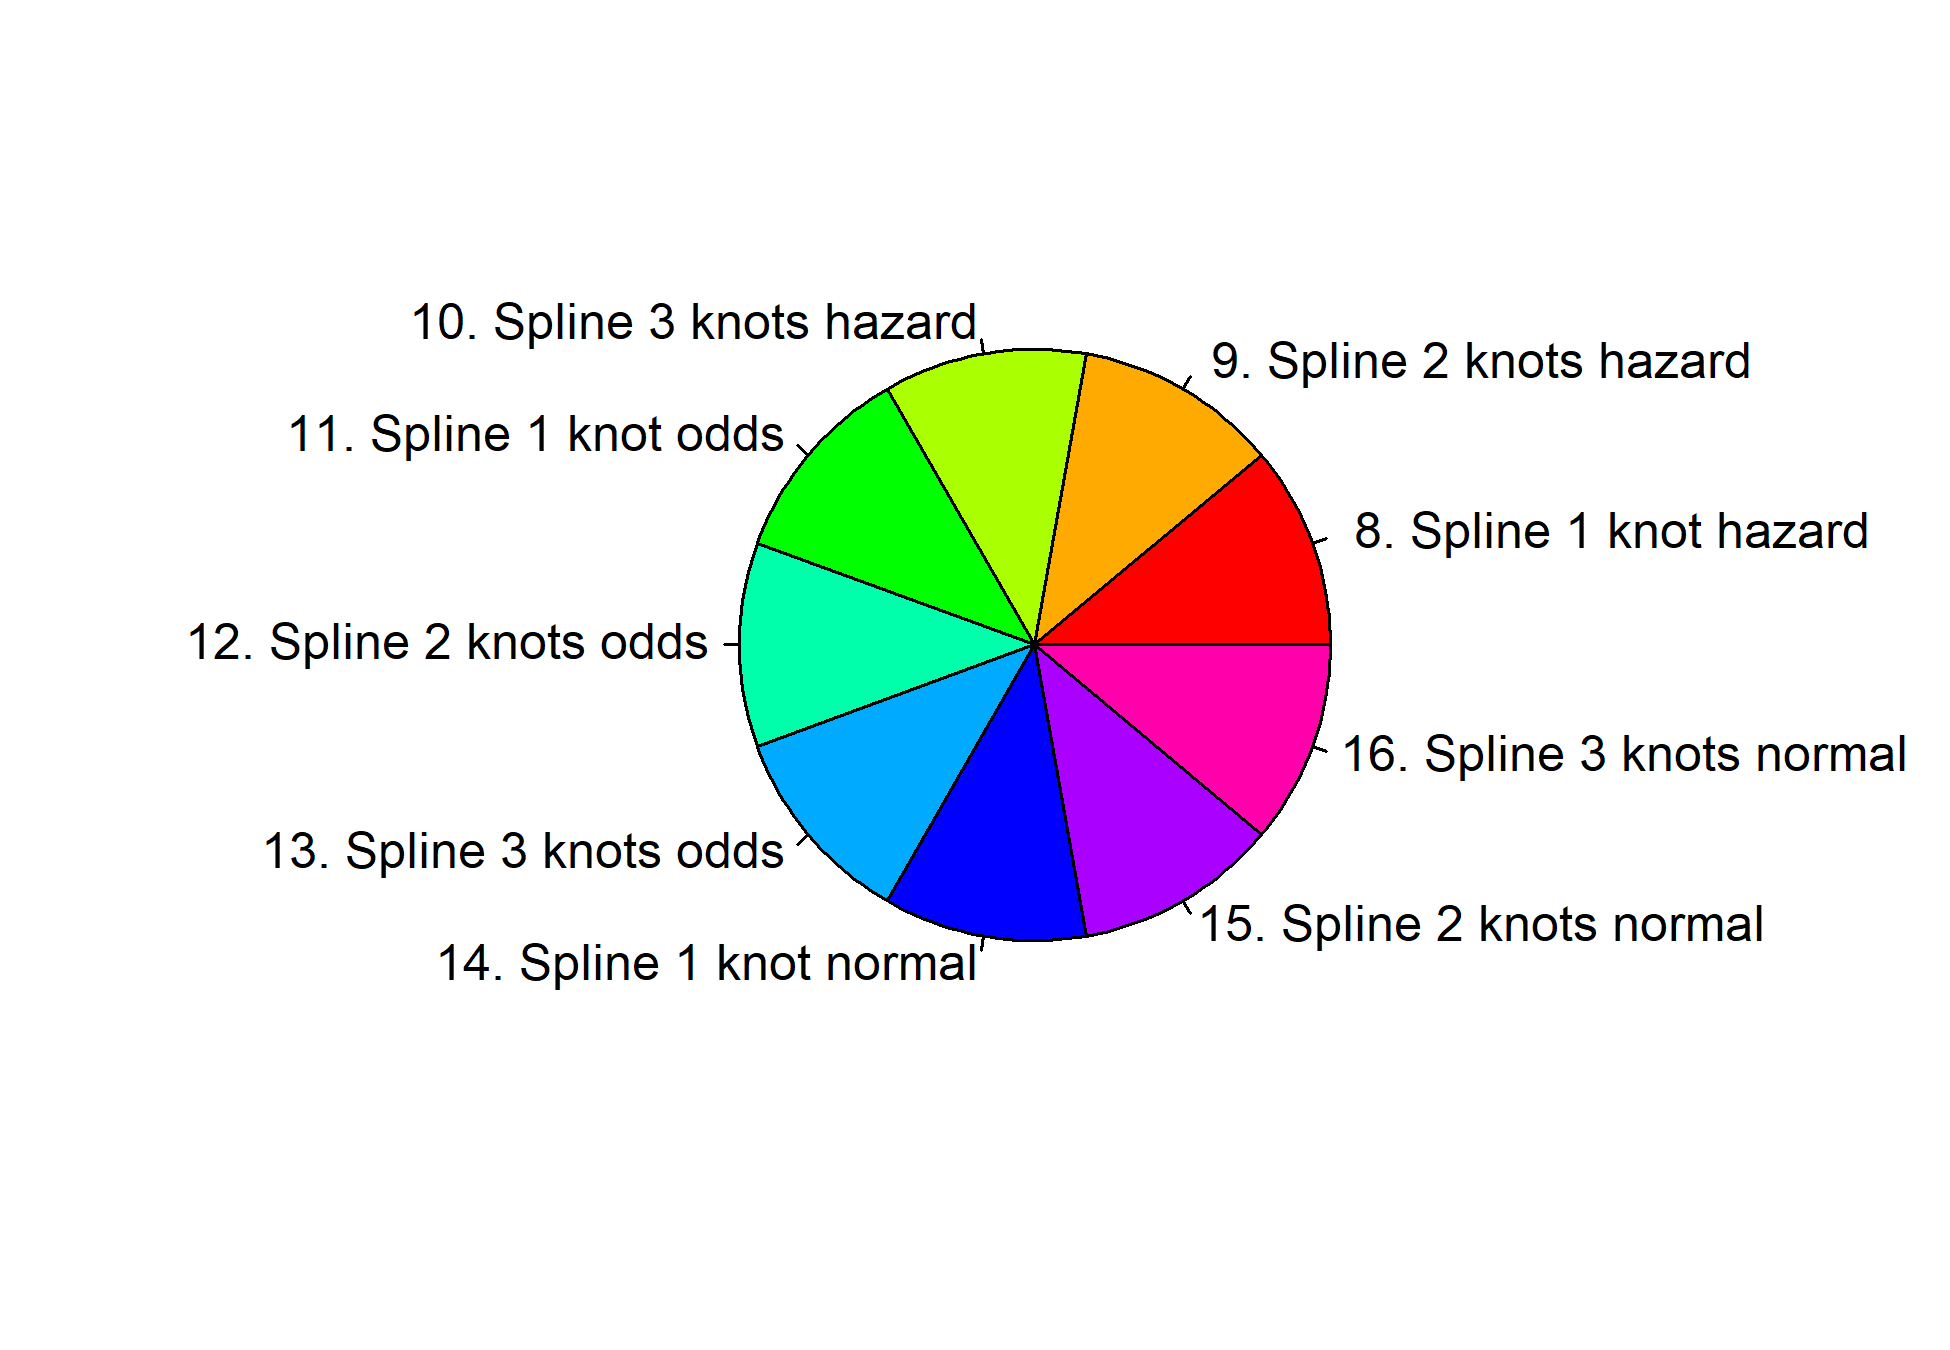 10. Spline 3 knots hazard
9. Spline 2 knots hazard
11. Spline 1 knot odds
8. Spline 1 knot hazard
12. Spline 2 knots odds
16. Spline 3 knots normal
13. Spline 3 knots odds
15. Spline 2 knots normal
14. Spline 1 knot normal